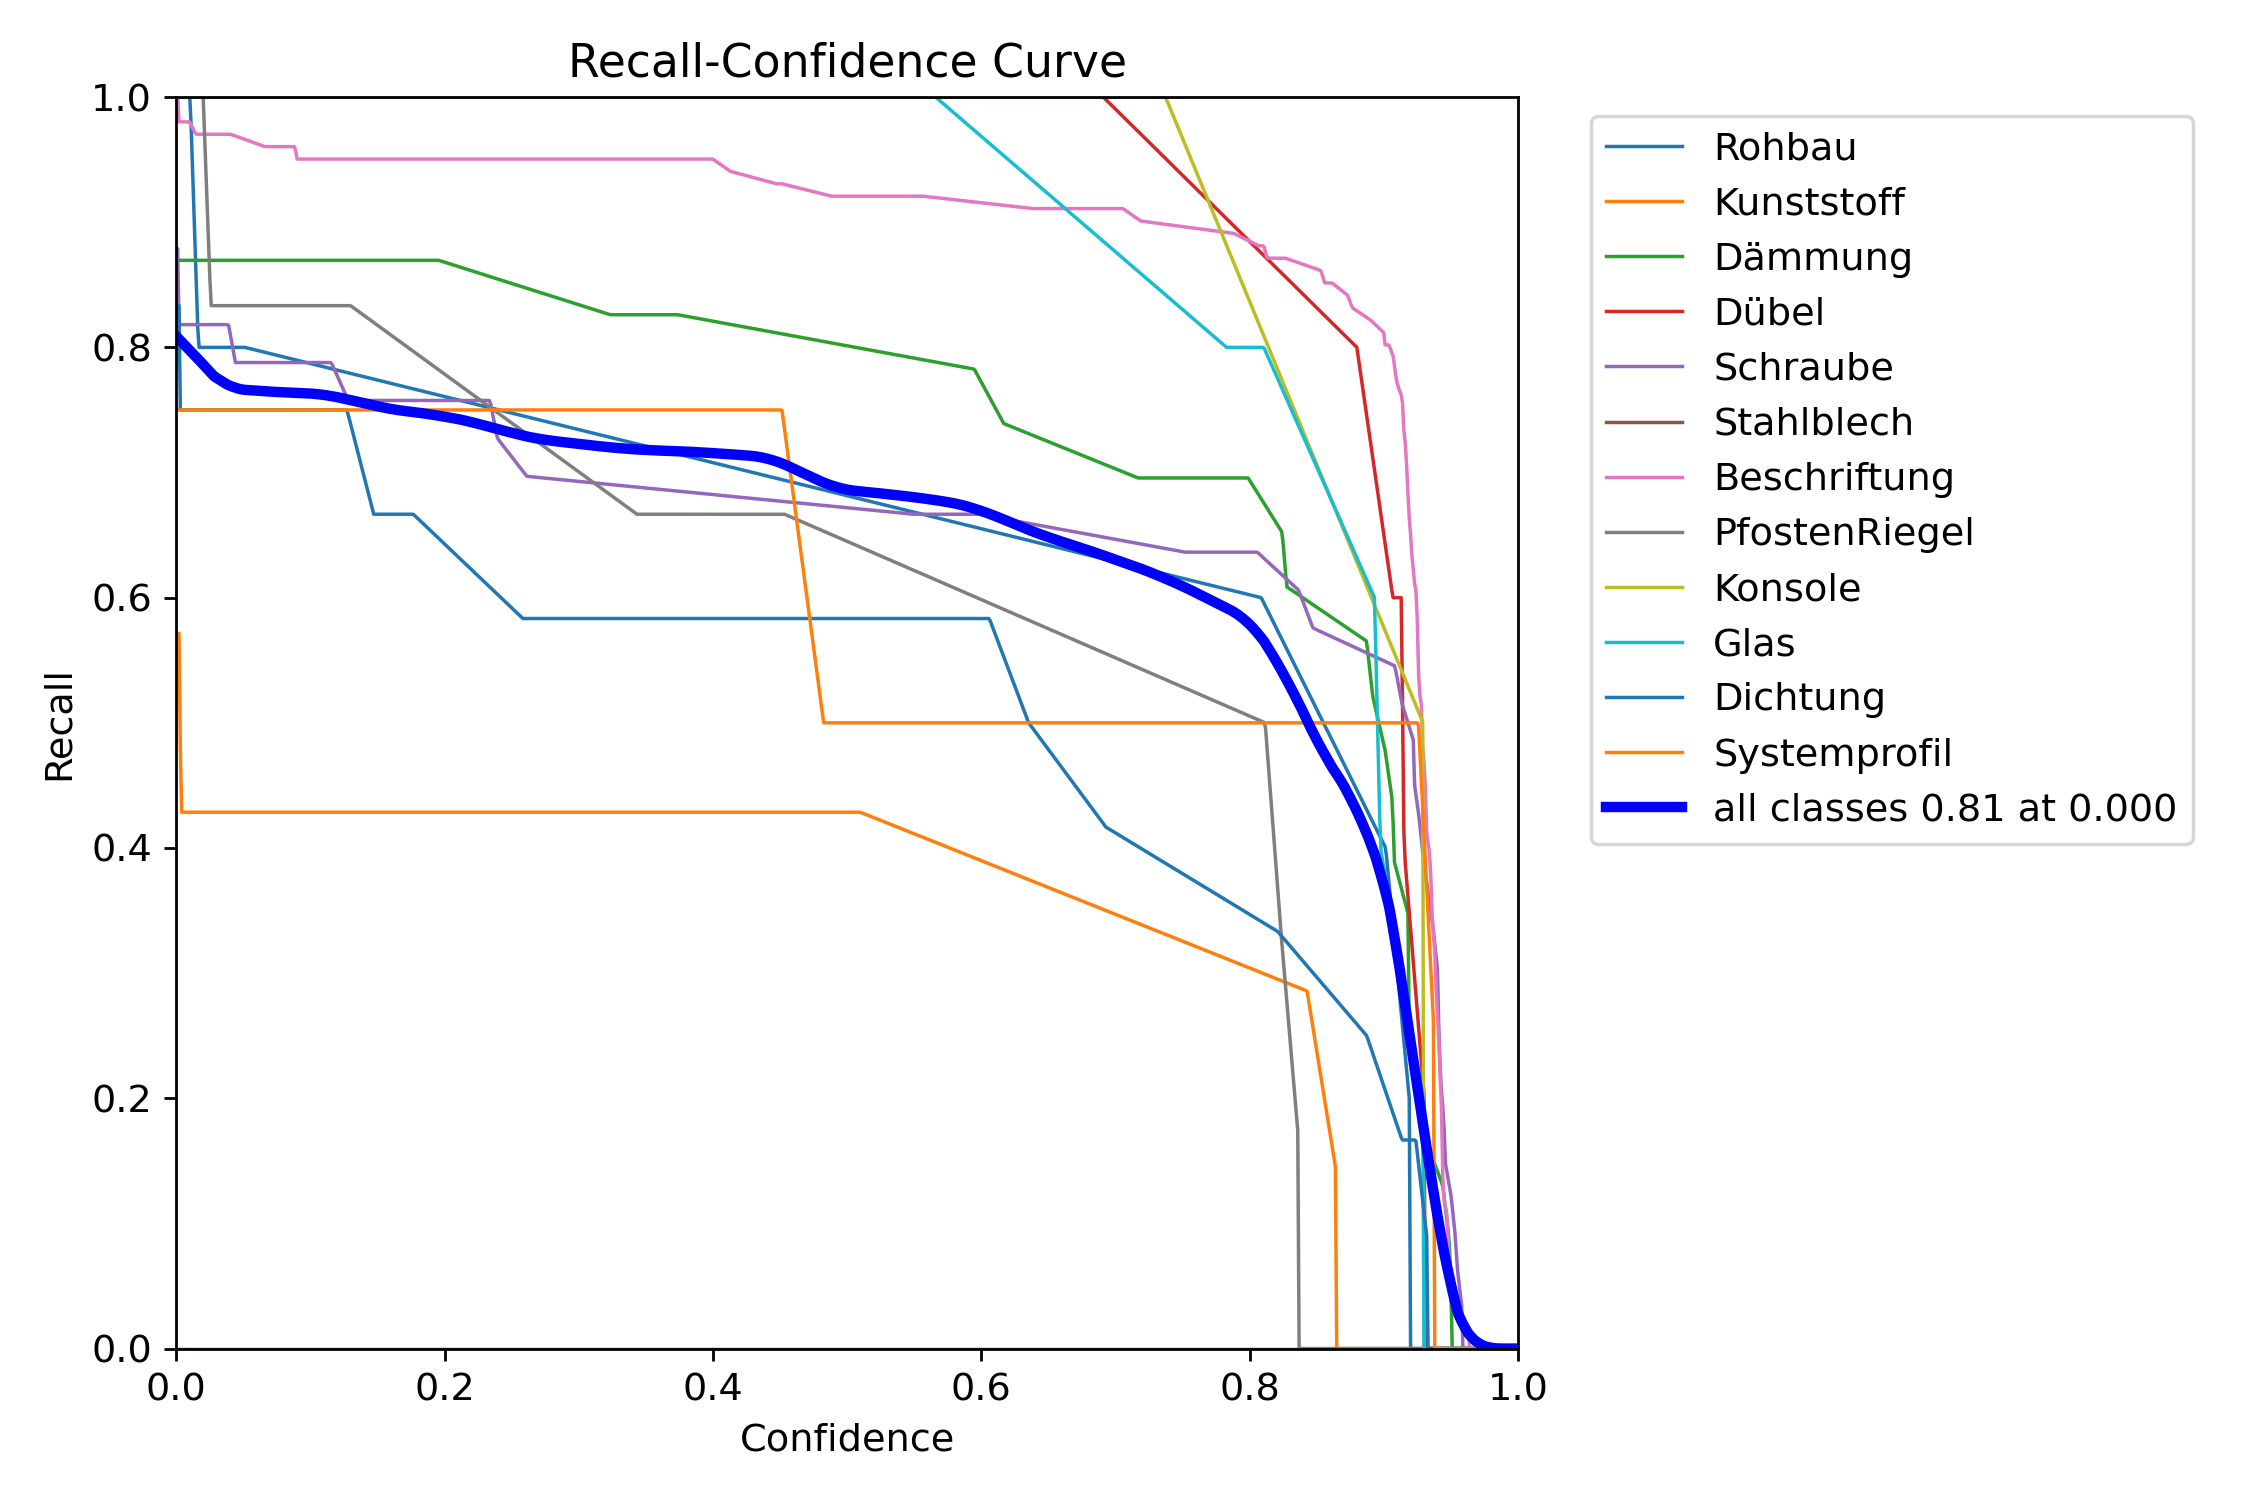 Recall-Confidence Curve
1.0
0.8
0.6
0.4
0.2
0.0
Recall
0.0 0.2 0.4 0.6 0.8 1.0
Confidence
Rohbau
Kunststoff
Dämmung
Dübel
Schraube
Stahlblech
Beschriftung
PfostenRiegel
Konsole
Glas
Dichtung
Systemprofil
all classes 0.81 at 0.000